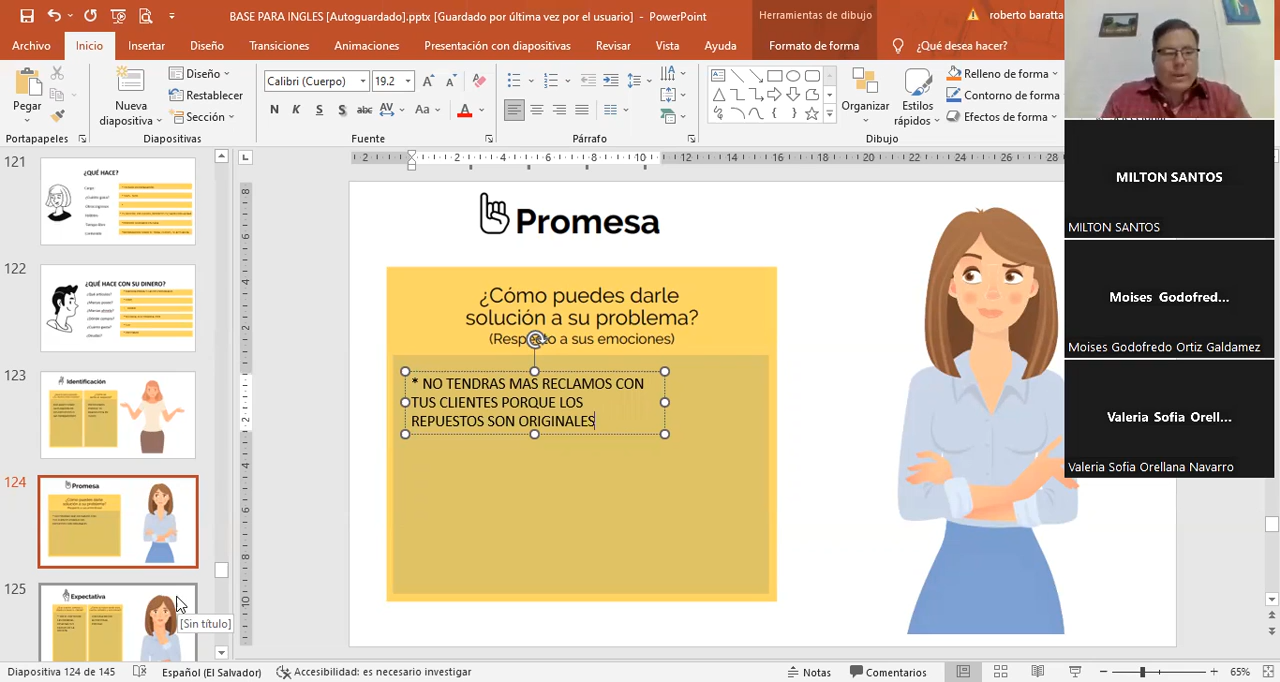 BASE PARA INGLES [Autoguardado].pptx [Guardado por última vez por el usuario] - PowerPoint
Herramientas de dibujo
roberto baratta
Archivo Inicio Insertar Diseño Transiciones Animaciones Presentación con diapositivas Revisar Vista Ayuda Formato de forma ¿Qué desea hacer?
Pegar
Portapapeles
Nueva diapositiva
Diseño
Restablecer
Sección
Diapositivas
Calibri (Cuerpo) 19.2
N K S S abc AV Aa A
Fuente
Párrafo
Organizar
Estilos rápidos
Relleno de forma
Contorno de forma
Efectos de forma
Dibujo
121
¿QUÉ HACE?
122
¿QUÉ HACE CON SU DINERO?
123
Identificación
124
Promesa
125
Expectativa
[Sin título]
Promesa
¿Cómo puedes darle
solución a su problema?
(Respecto a sus emociones)
* NO TENDRAS MAS RECLAMOS CON
TUS CLIENTES PORQUE LOS
REPUESTOS SON ORIGINALES
MILTON SANTOS
MILTON SANTOS
Moises Godofred...
Moises Godofredo Ortiz Galdamez
Valeria Sofia Orell...
Valeria Sofia Orellana Navarro
Diapositiva 124 de 145 Español (El Salvador) Accesibilidad: es necesario investigar Notas Comentarios 65%